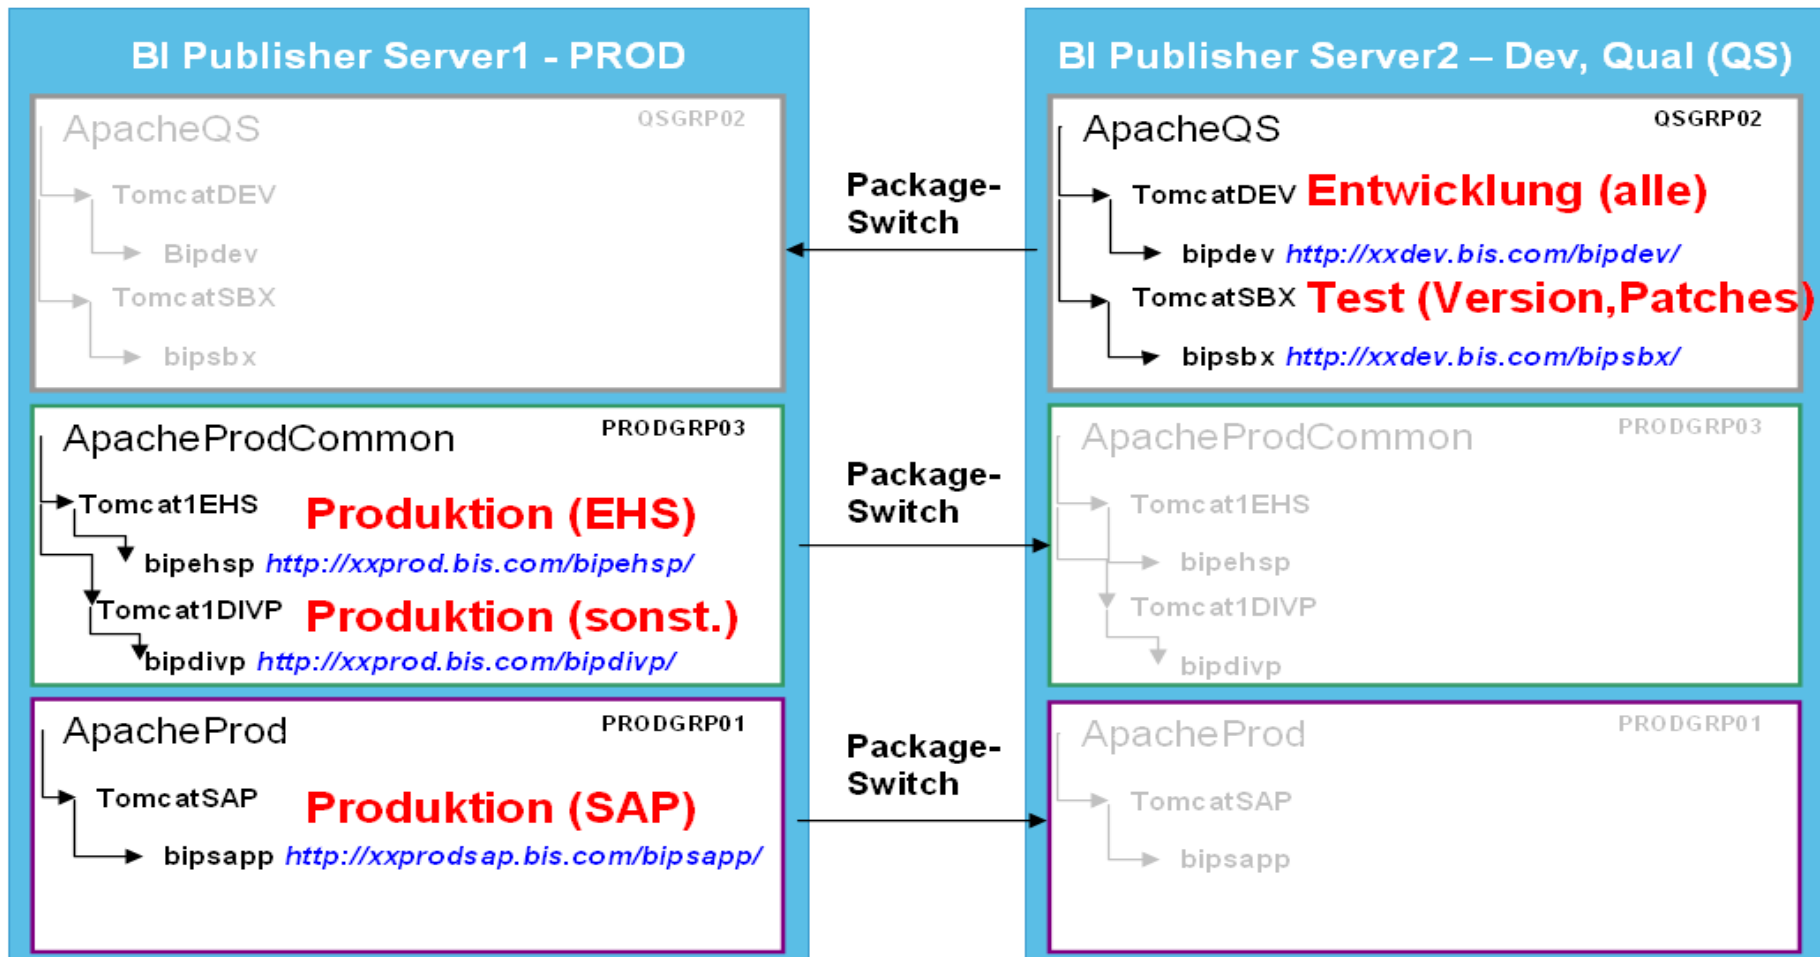 BI Publisher Server1 - PROD
ApacheQS QSGRP02
TomcatDEV
Bipdev
TomcatSBX
bipsbx
ApacheProdCommon PRODGRP03
Tomcat1EHS Produktion (EHS)
bipehsp http://xxprod.bis.com/bipehsp/
Tomcat1DIVP Produktion (sonst.)
bipdivp http://xxprod.bis.com/bipdivp/
ApacheProd PRODGRP01
TomcatSAP Produktion (SAP)
bipsapp http://xxprodsap.bis.com/bipsapp/
Package-
Switch
Package-
Switch
Package-
Switch
BI Publisher Server2 – Dev, Qual (QS)
ApacheQS QSGRP02
TomcatDEV Entwicklung (alle)
bipdev http://xxdev.bis.com/bipdev/
TomcatSBX Test (Version,Patches)
bipsbx http://xxdev.bis.com/bipsbx/
ApacheProdCommon PRODGRP03
Tomcat1EHS
bipehsp
Tomcat1DIVP
bipdivp
ApacheProd PRODGRP01
TomcatSAP
bipsapp